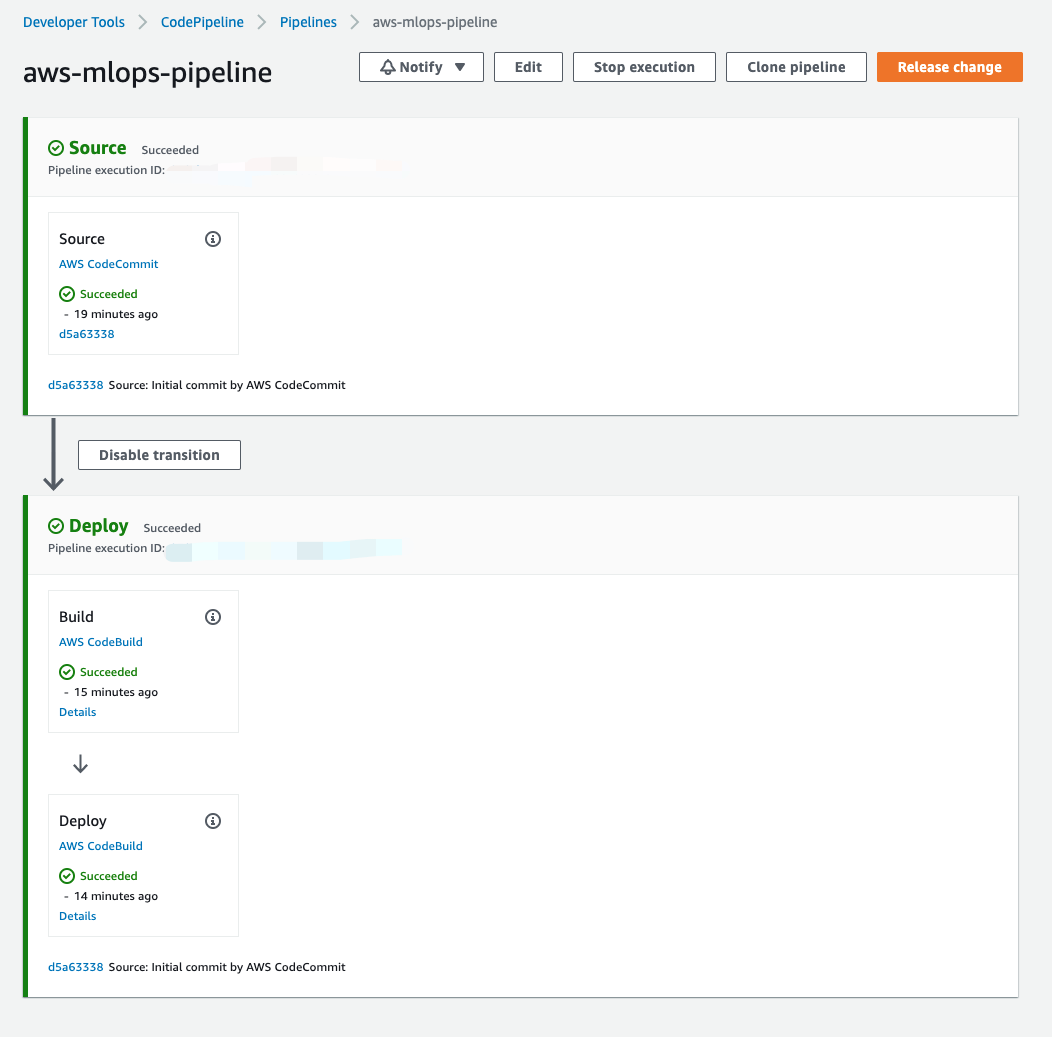 Developer Tools > CodePipeline > Pipelines > aws-mlops-pipeline
aws-mlops-pipeline
Notify Edit Stop execution Clone pipeline Release change
Source Succeeded
Pipeline execution ID:
Source
AWS CodeCommit
Succeeded
- 19 minutes ago
d5a63338
d5a63338 Source: Initial commit by AWS CodeCommit
Disable transition
Deploy Succeeded
Pipeline execution ID:
Build
AWS CodeBuild
Succeeded
- 15 minutes ago
Details
Deploy
AWS CodeBuild
Succeeded
- 14 minutes ago
Details
d5a63338 Source: Initial commit by AWS CodeCommit